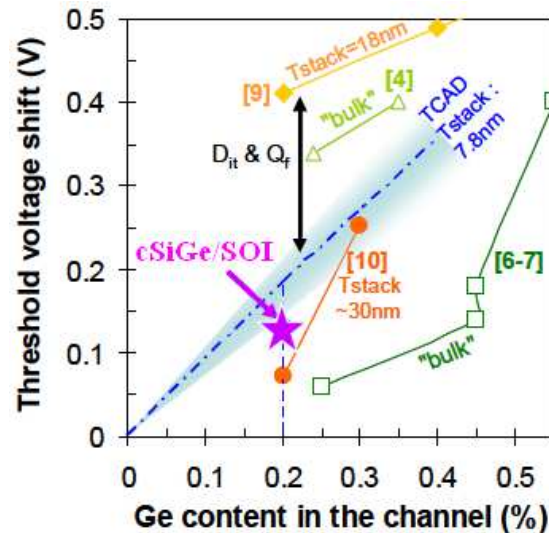 0.5
0.4
0.3
0.2
0.1
0
Threshold voltage shift (V)
[9]
Tstack=18nm
[4]
"bulk"
D_it & Q_f
TCAD
Tstack :
7.8nm
cSiGe/SOI
[10]
Tstack
~30nm
[6-7]
"bulk"
0 0.1 0.2 0.3 0.4 0.5
Ge content in the channel (%)